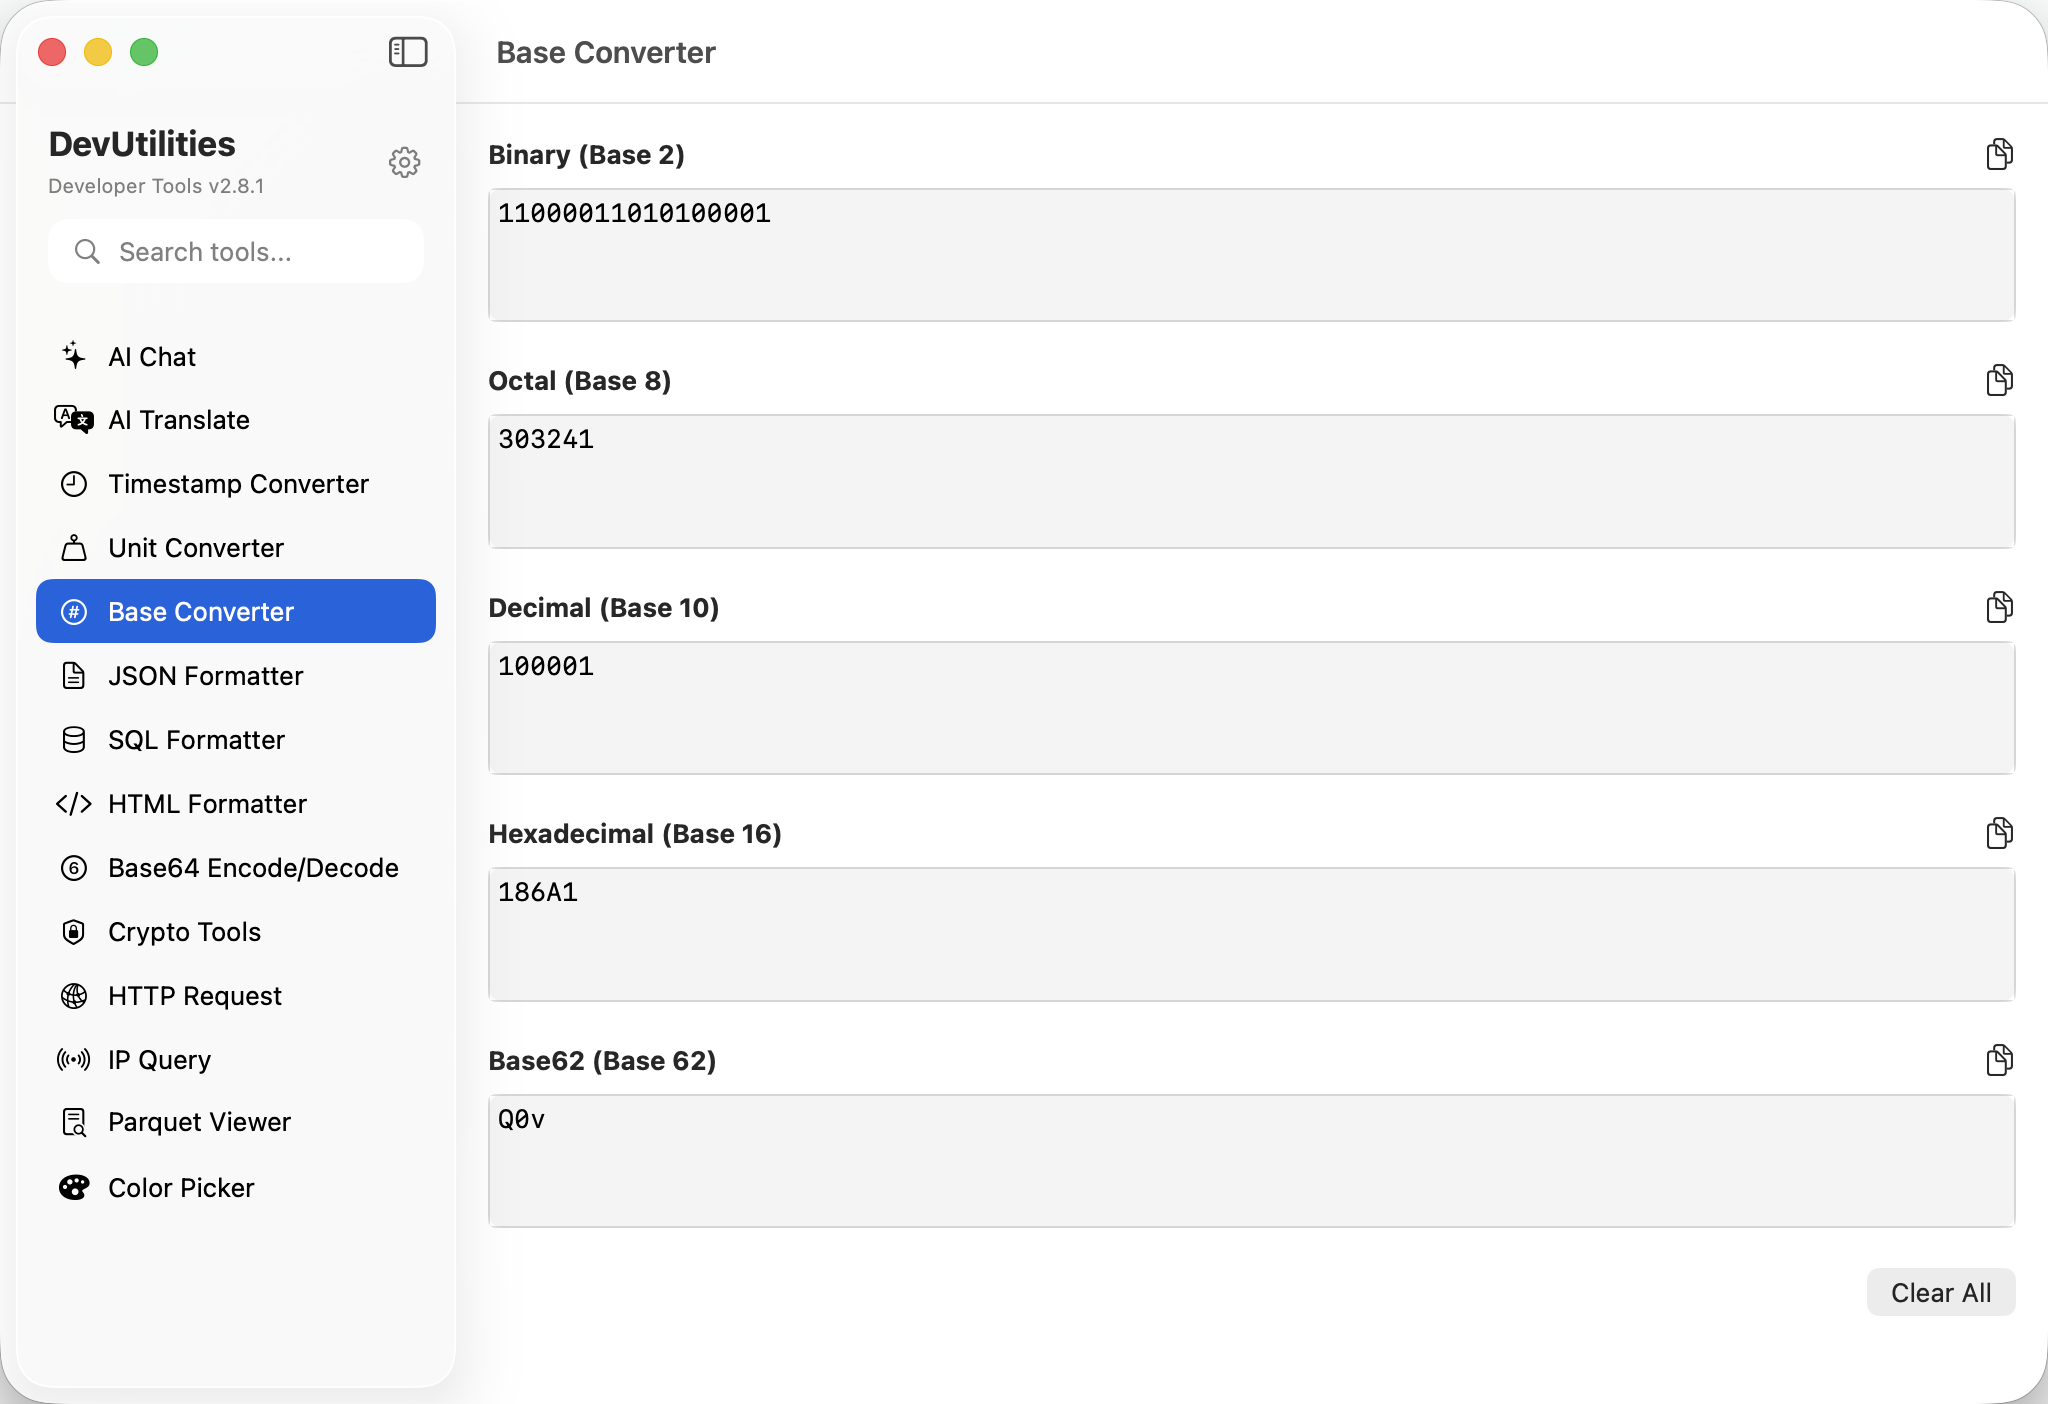 Base Converter
DevUtilities
Developer Tools v2.8.1
Search tools...
AI Chat
AI Translate
Timestamp Converter
Unit Converter
Base Converter
JSON Formatter
SQL Formatter
HTML Formatter
Base64 Encode/Decode
Crypto Tools
HTTP Request
IP Query
Parquet Viewer
Color Picker
Binary (Base 2)
11000011010100001
Octal (Base 8)
303241
Decimal (Base 10)
100001
Hexadecimal (Base 16)
186A1
Base62 (Base 62)
Q0v
Clear All